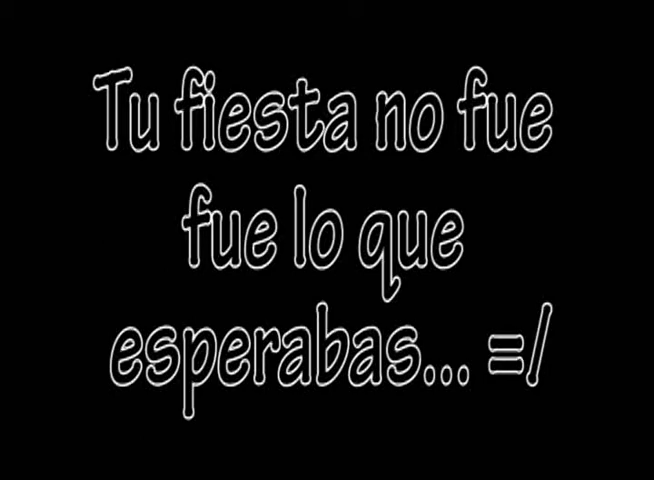 Tu fiesta no fue
fue lo que
esperabas... =/